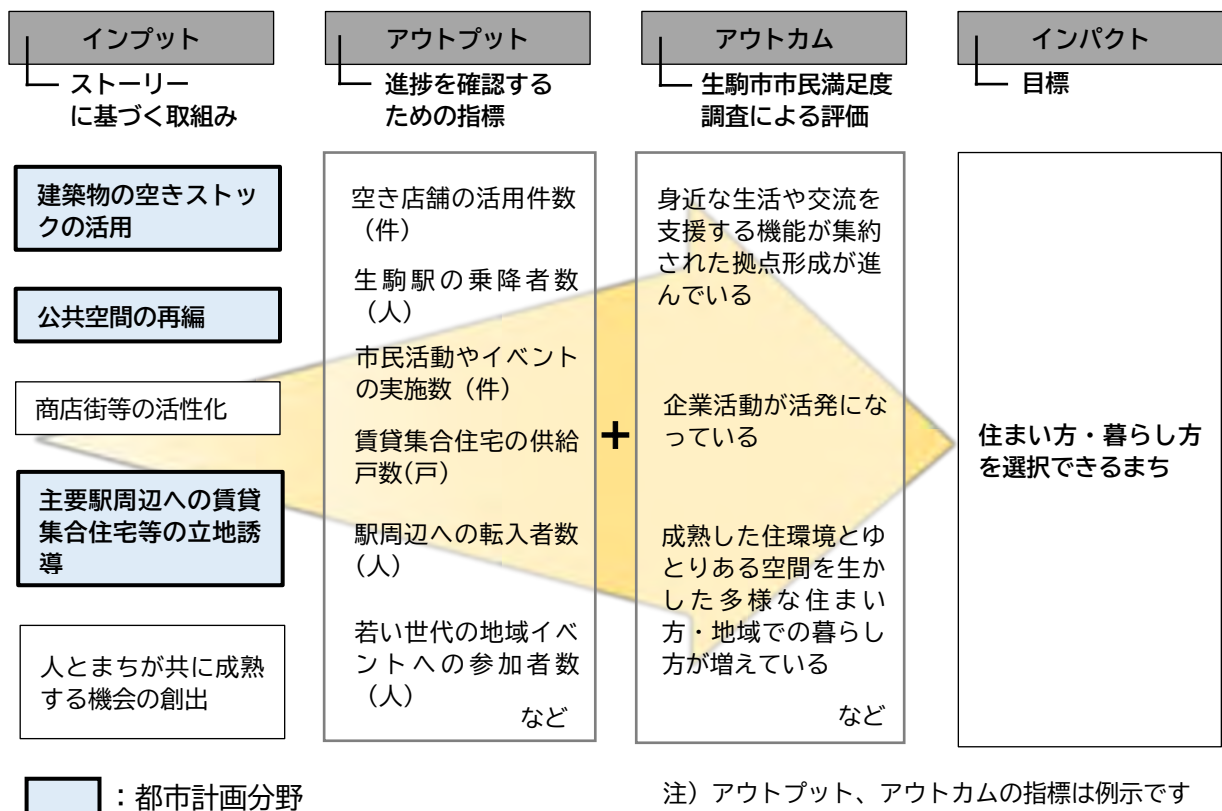 インプット
ストーリー
に基づく取組み
建築物の空きストッ
クの活用
公共空間の再編
商店街等の活性化
主要駅周辺への賃貸
集合住宅等の立地誘
導
人とまちが共に成熟
する機会の創出
アウトプット
進捗を確認する
ための指標
空き店舗の活用件数
（件）
生駒駅の乗降者数
（人）
市民活動やイベント
の実施数（件）
賃貸集合住宅の供給
戸数(戸)
駅周辺への転入者数
（人）
若い世代の地域イベ
ントへの参加者数
（人）
など
+
アウトカム
生駒市市民満足度
調査による評価
身近な生活や交流を
支援する機能が集約
された拠点形成が進
んでいる
企業活動が活発にな
っている
成熟した住環境とゆ
とりある空間を生か
した多様な住まい
方・地域での暮らし
方が増えている
など
インパクト
目標
住まい方・暮らし方
を選択できるまち
：都市計画分野
注）アウトプット、アウトカムの指標は例示です